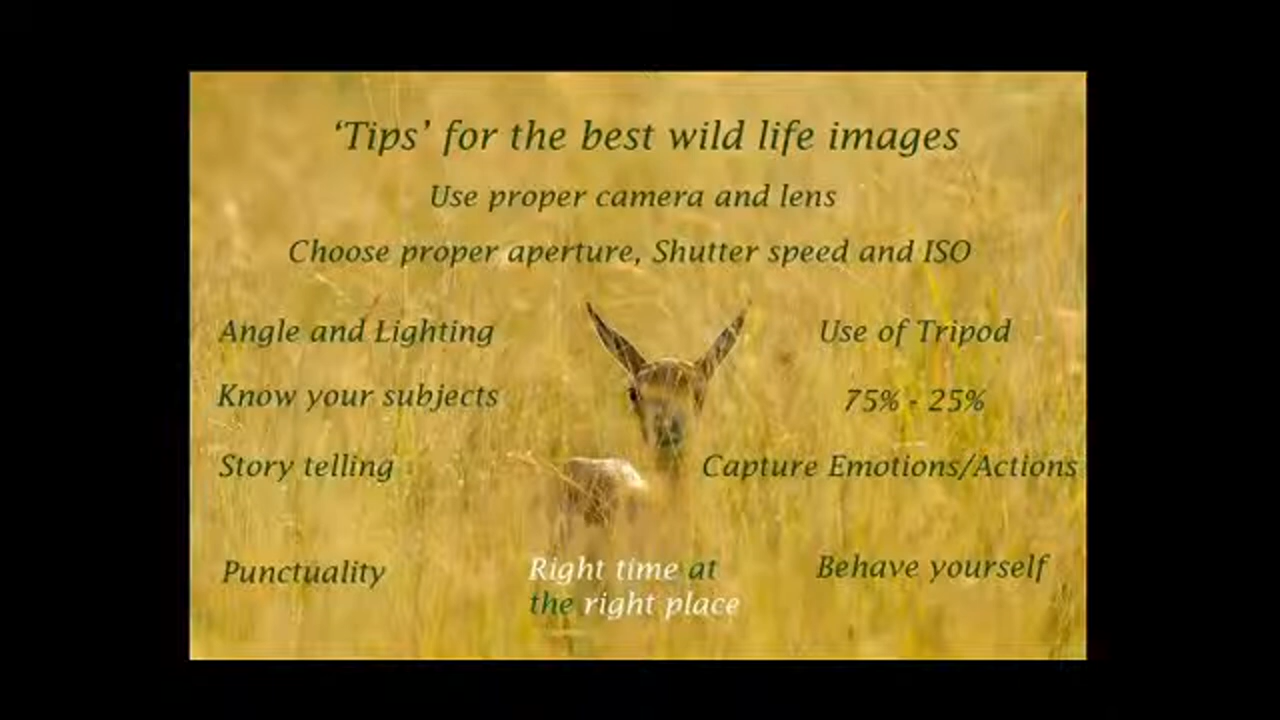 ‘Tips’ for the best wild life images
Use proper camera and lens
Choose proper aperture, Shutter speed and ISO
Angle and Lighting
Use of Tripod
Know your subjects
75% - 25%
Story telling
Capture Emotions/Actions
Punctuality
Right time at
the right place
Behave yourself